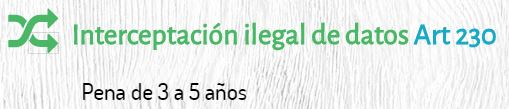 Interceptación ilegal de datos Art 230
Pena de 3 a 5 años